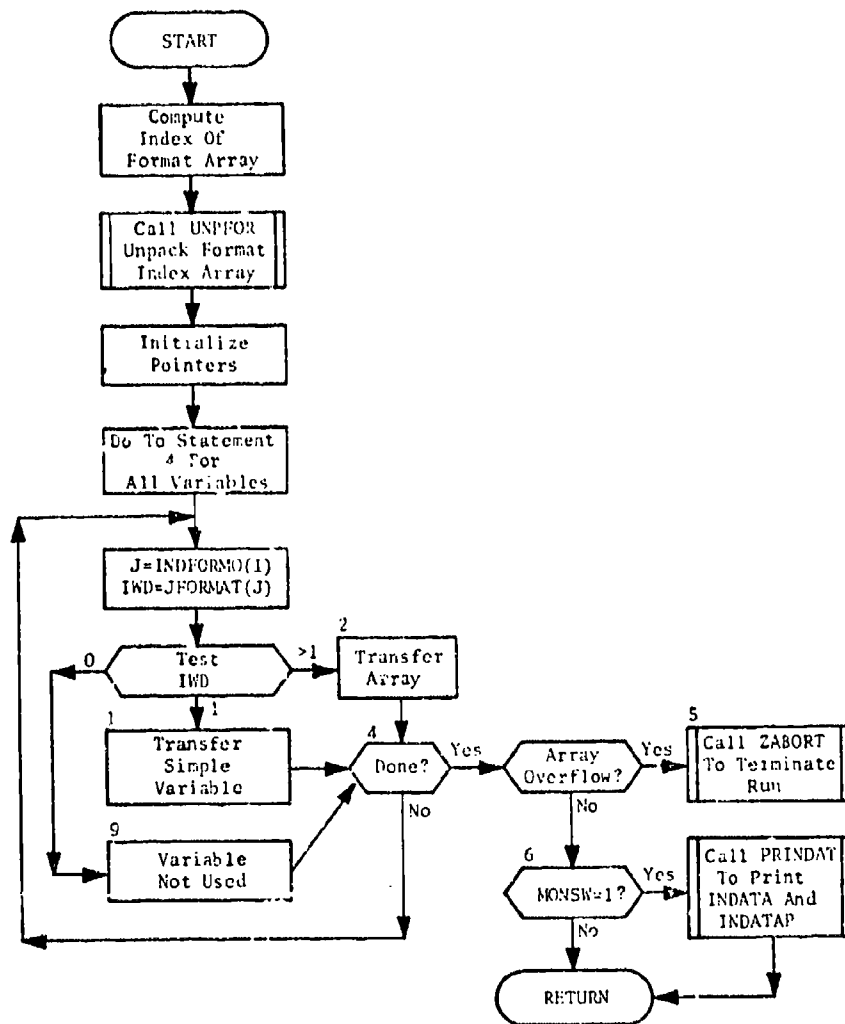 START
Compute
Index Of
Format Array
Call UNPFOR
Unpack Format
Index Array
Initialize
Pointers
Do To Statement
4 For
All Variables
J=INDFORMO(I)
IWD=JFORMAT(J)
0
Test
IWD
>1
1
2
Transfer
Array
1
Transfer
Simple
Variable
4
Done?
Yes
No
Array
Overflow?
Yes
No
5
Call ZABORT
To Terminate
Run
9
Variable
Not Used
6
MONSW=1?
Yes
No
Call PRINDAT
To Print
INDATA And
INDATAP
RETURN